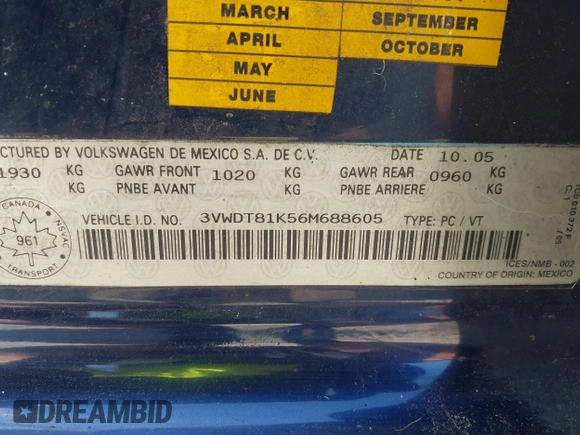 MARCH
SEPTEMBER
APRIL
OCTOBER
MAY
JUNE
CTURED BY VOLKSWAGEN DE MEXICO S.A. DE C.V. DATE 10.05
1930 KG GAWR FRONT 1020 KG GAWR REAR 0960 KG
KG PNBE AVANT KG PNBE ARRIERE KG
CANADA
NSVAC
961
TRANSPORT
VEHICLE I.D. NO. 3VWDT81K56M688605 TYPE: PC / VT
ICES/NMB - 002
COUNTRY OF ORIGIN: MEXICO
DREAMBID